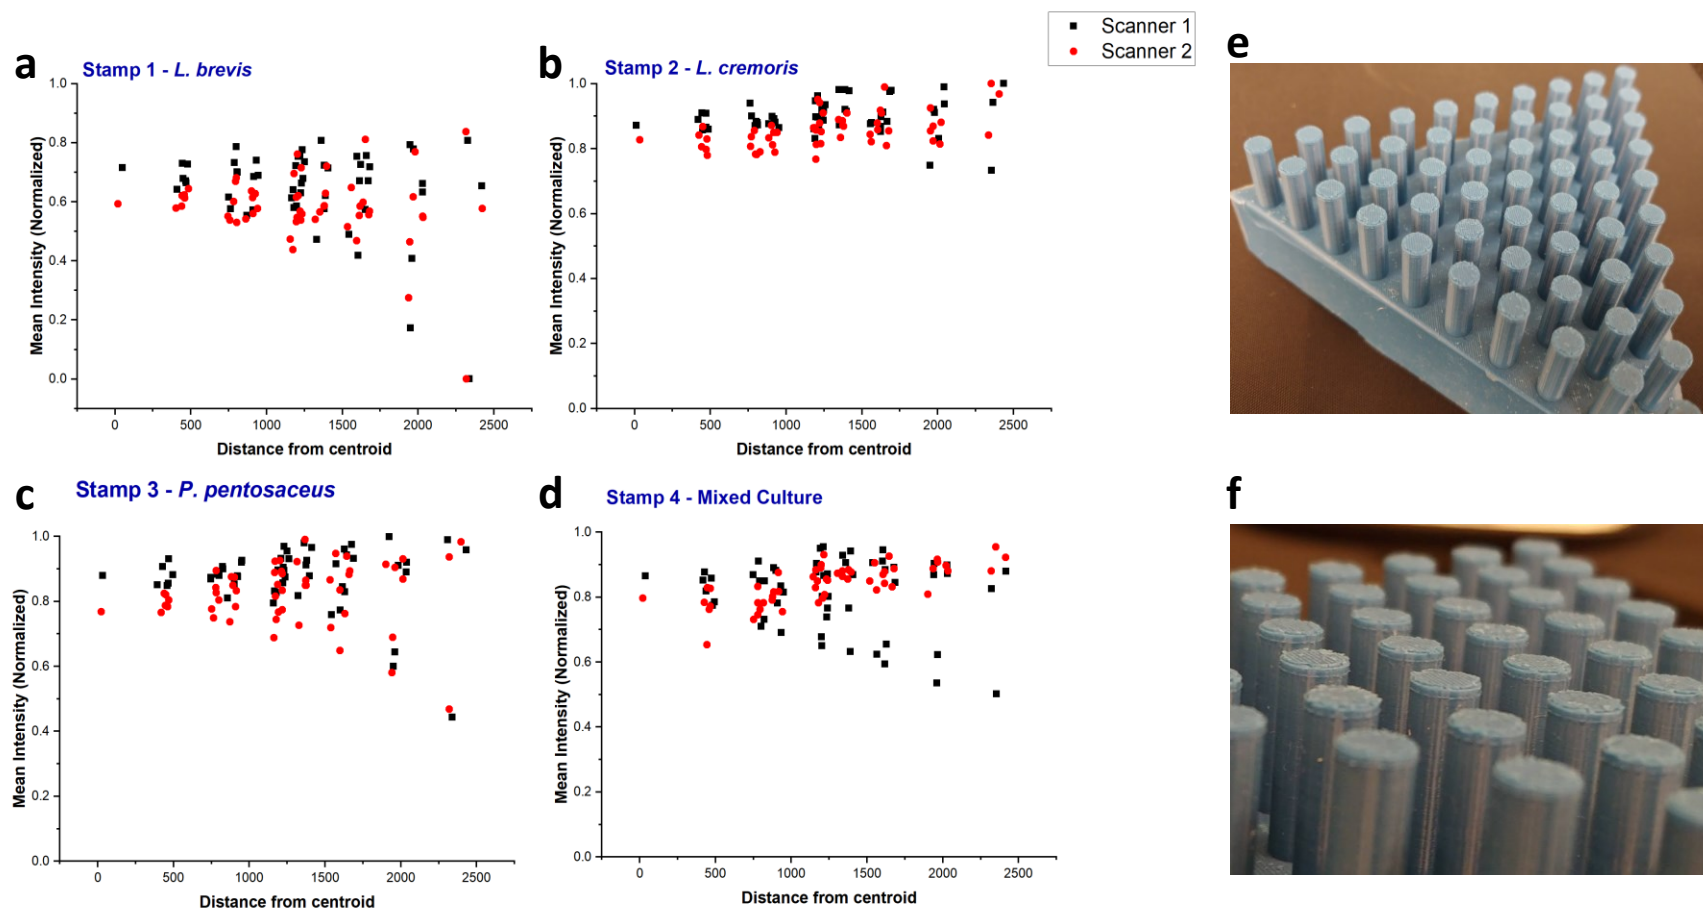 Scanner 1
Scanner 2
a
Stamp 1 - L. brevis
1.0
0.8
0.6
0.4
0.2
0.0
Mean Intensity (Normalized)
0 500 1000 1500 2000 2500
Distance from centroid
b
Stamp 2 - L. cremoris
1.0
0.8
0.6
0.4
0.2
0.0
Mean Intensity (Normalized)
0 500 1000 1500 2000 2500
Distance from centroid
e
c
Stamp 3 - P. pentosaceus
1.0
0.8
0.6
0.4
0.2
0.0
Mean Intensity (Normalized)
0 500 1000 1500 2000 2500
Distance from centroid
d
Stamp 4 - Mixed Culture
1.0
0.8
0.6
0.4
0.2
0.0
Mean Intensity (Normalized)
0 500 1000 1500 2000 2500
Distance from centroid
f